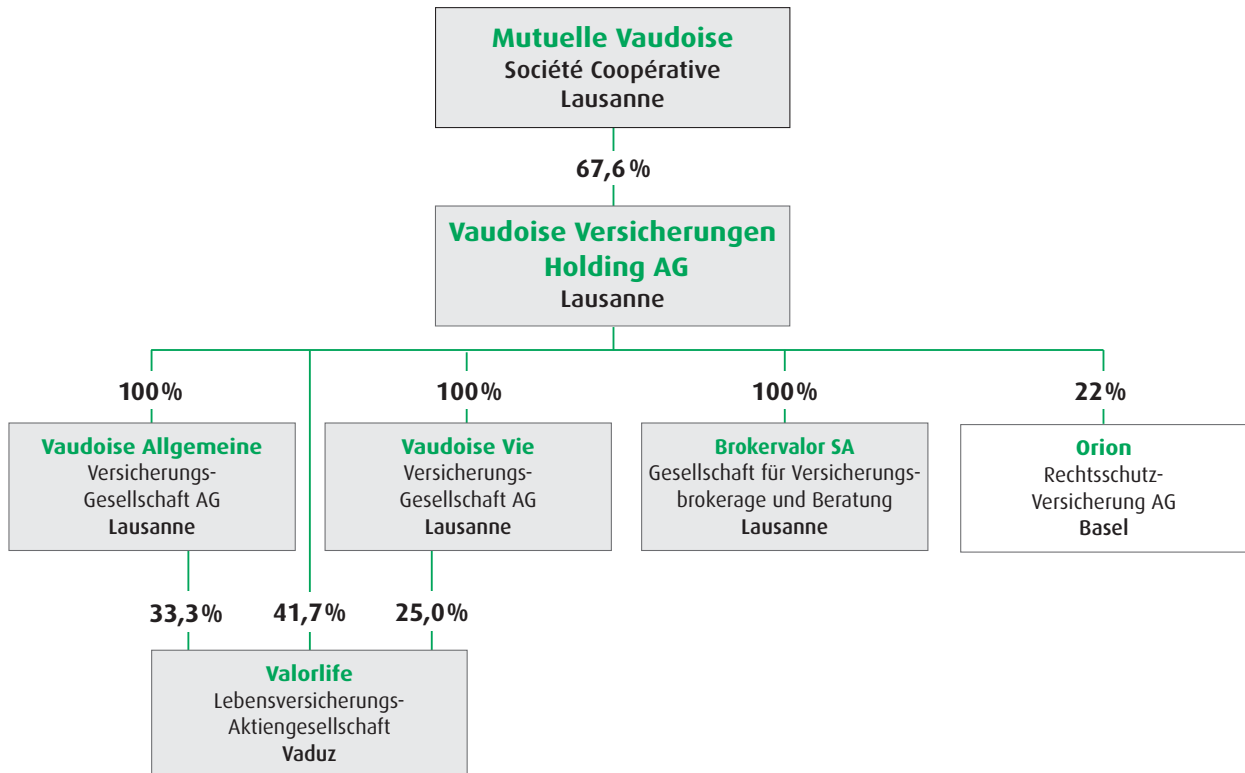 Mutuelle Vaudoise
Société Coopérative
Lausanne
67,6 %
Vaudoise Versicherungen
Holding AG
Lausanne
100 %
100 %
100 %
22 %
Vaudoise Allgemeine
Versicherungs-
Gesellschaft AG
Lausanne
Vaudoise Vie
Versicherungs-
Gesellschaft AG
Lausanne
Brokervalor SA
Gesellschaft für Versicherungs-
brokerage und Beratung
Lausanne
Orion
Rechtsschutz-
Versicherung AG
Basel
33,3 %
41,7 %
25,0 %
Valorlife
Lebensversicherungs-
Aktiengesellschaft
Vaduz